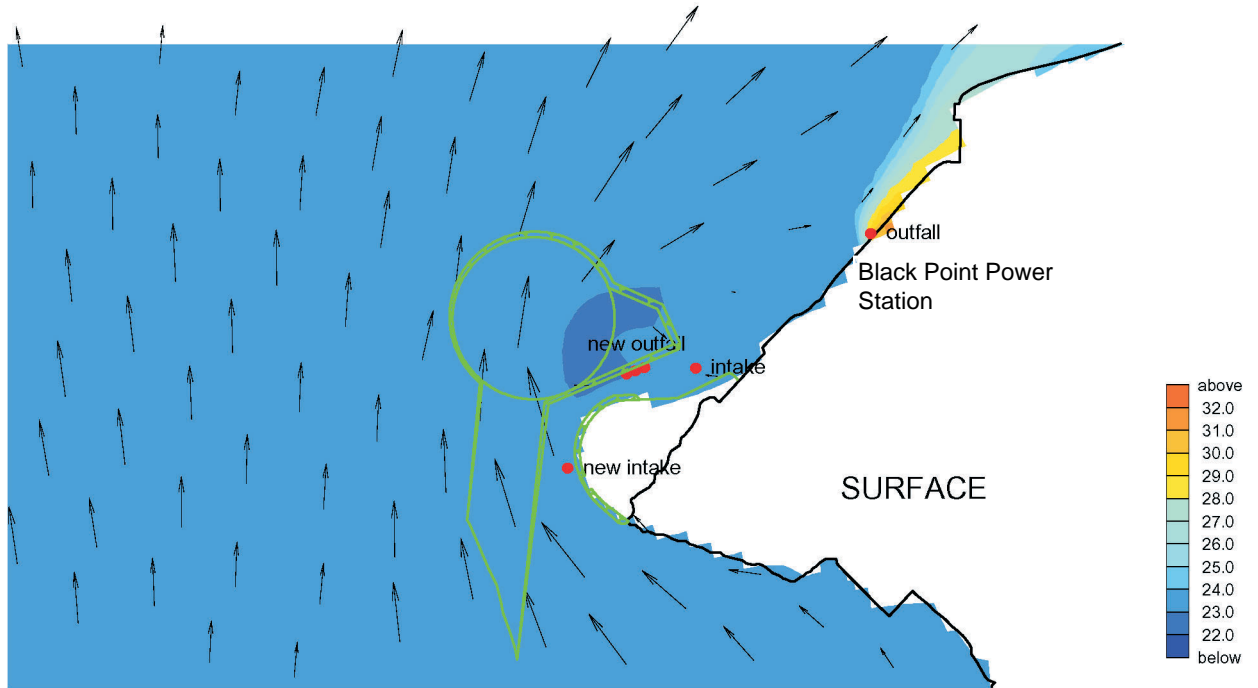 outfall
Black Point Power
Station
new outfall
intake
new intake
SURFACE
above
32.0
31.0
30.0
29.0
28.0
27.0
26.0
25.0
24.0
23.0
22.0
below